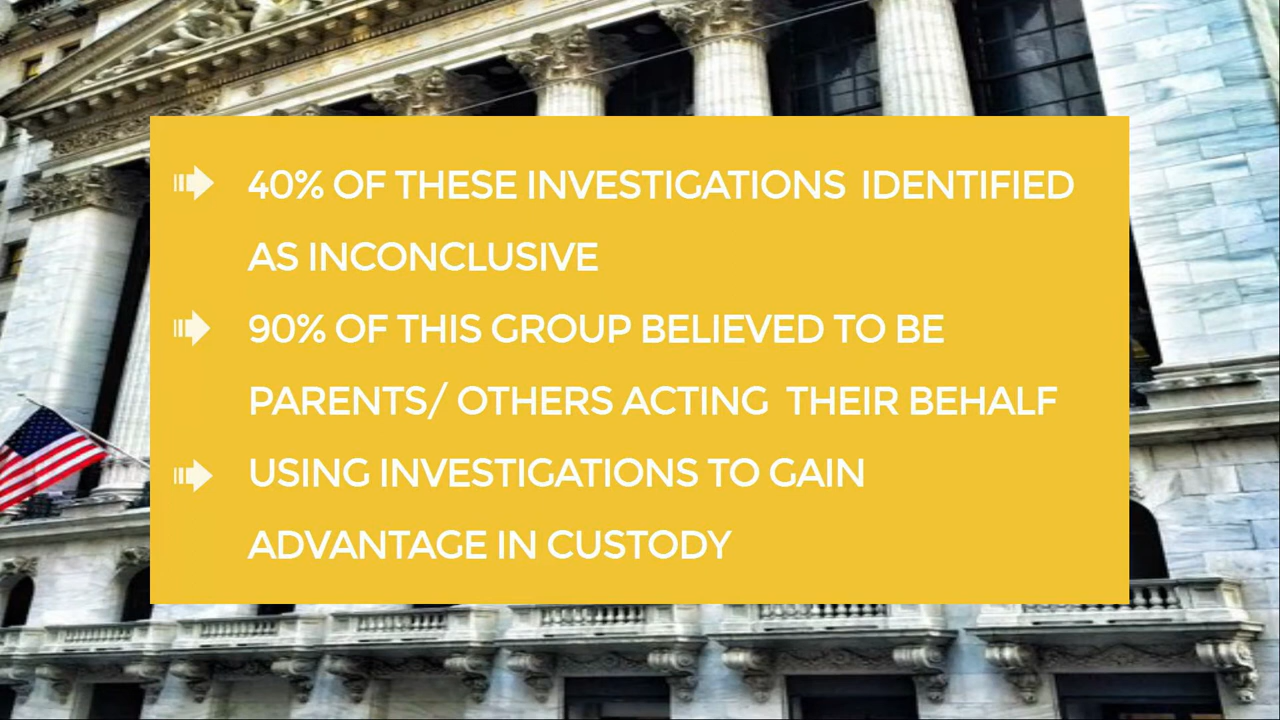 40% OF THESE INVESTIGATIONS IDENTIFIED
AS INCONCLUSIVE
90% OF THIS GROUP BELIEVED TO BE
PARENTS/ OTHERS ACTING THEIR BEHALF
USING INVESTIGATIONS TO GAIN
ADVANTAGE IN CUSTODY